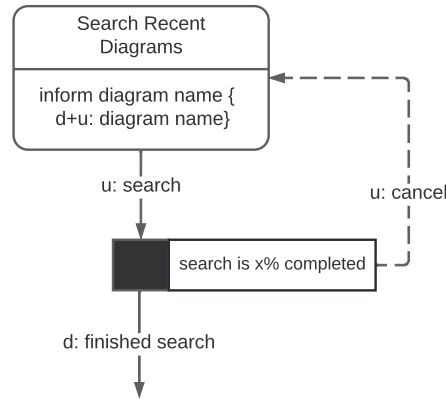 Search Recent
Diagrams
inform diagram name {
d+u: diagram name}
u: search
u: cancel
search is x% completed
d: finished search